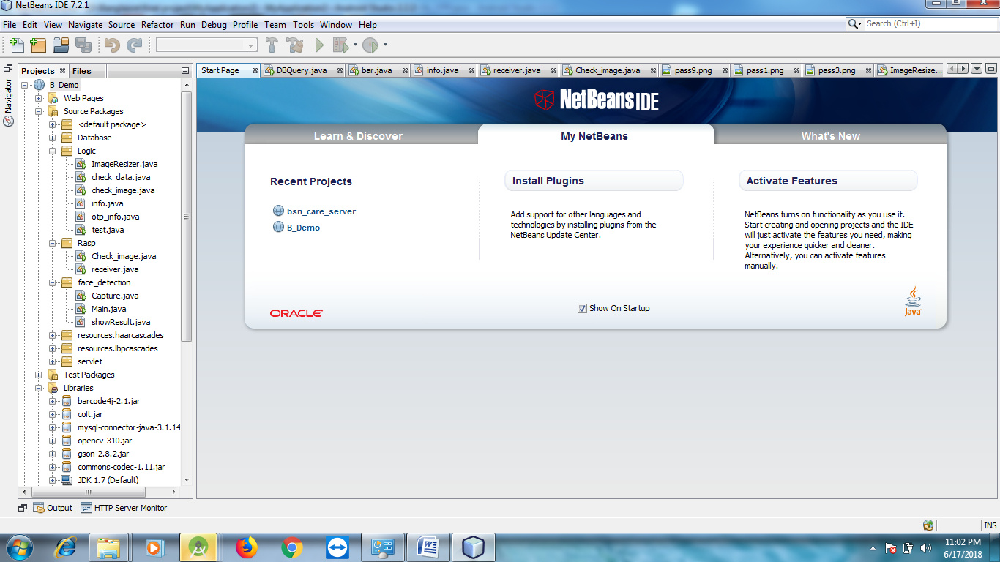 NetBeans IDE 7.2.1
File Edit View Navigate Source Refactor Run Debug Profile Team Tools Window Help
Search (Ctrl+I)
Projects Files
Navigator
Start Page DBQuery.java bar.java info.java receiver.java Check_image.java pass9.png pass1.png pass3.png ImageResize...
B_Demo
Web Pages
Source Packages
<default package>
Database
Logic
ImageResizer.java
check_data.java
check_image.java
info.java
otp_info.java
test.java
Rasp
Check_image.java
receiver.java
face_detection
Capture.java
Main.java
showResult.java
resources.haarcascades
resources.lbpcascades
servlet
Test Packages
Libraries
barcode4j-2.1.jar
colt.jar
mysql-connector-java-3.1.14
opencv-310.jar
gson-2.8.2.jar
commons-codec-1.11.jar
JDK 1.7 (Default)
NetBeans IDE
Learn & Discover My NetBeans What's New
Recent Projects
bsn_care_server
B_Demo
Install Plugins
Add support for other languages and
technologies by installing plugins from the
NetBeans Update Center.
Activate Features
NetBeans turns on functionality as you use it.
Start creating and opening projects and the IDE
will just activate the features you need, making
your experience quicker and cleaner.
Alternatively, you can activate features
manually.
ORACLE
Show On Startup
Java
Output HTTP Server Monitor
INS
11:02 PM
6/17/2018